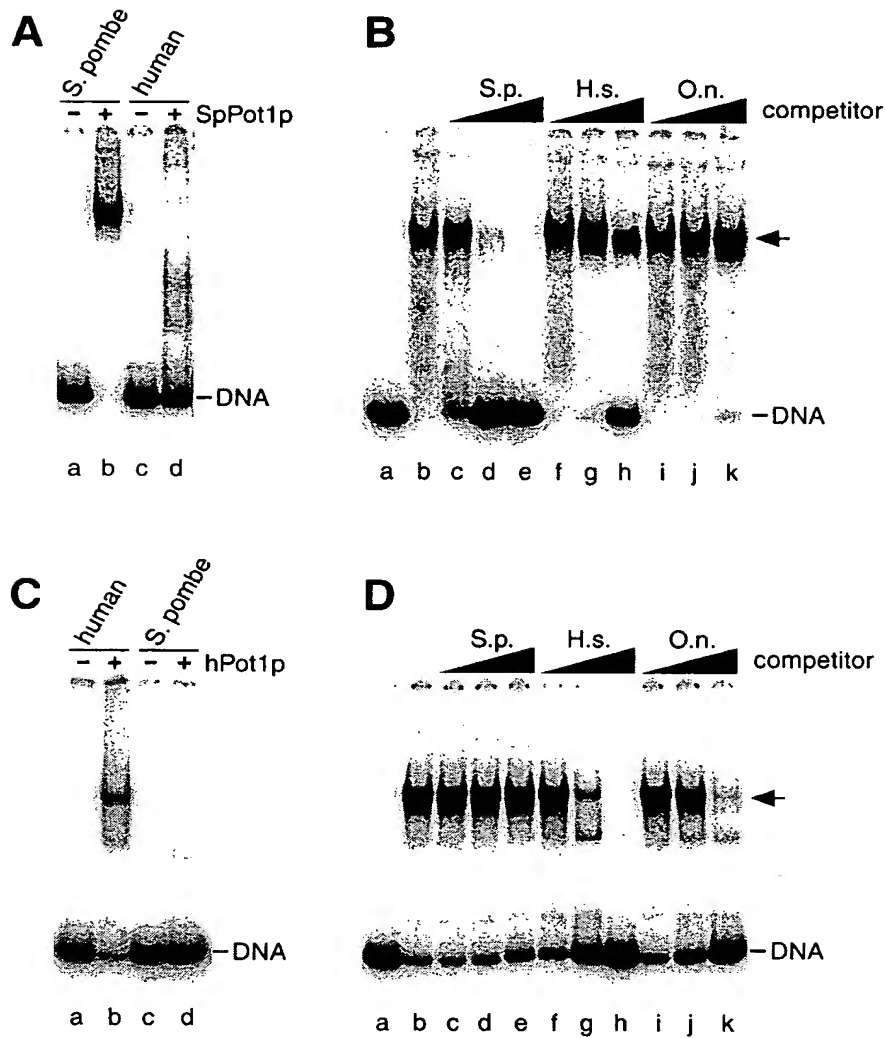 A
S. pombe
human
- + - + SpPot1p
-DNA
a b c d
B
S.p. H.s. O.n. competitor
-DNA
a b c d e f g h i j k
C
human
S. pombe
- + - + hPot1p
-DNA
a b c d
D
S.p. H.s. O.n. competitor
-DNA
a b c d e f g h i j k